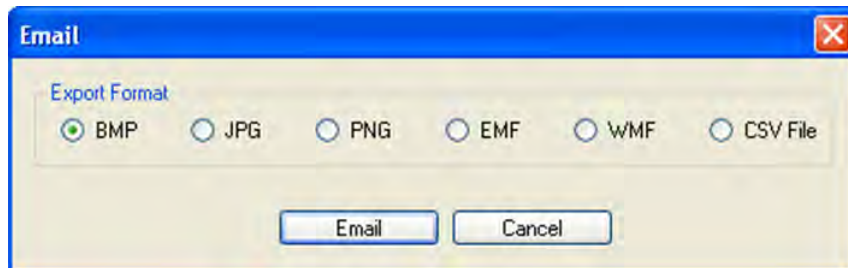 Email
Export Format
BMP JPG PNG EMF WMF CSV File
Email Cancel